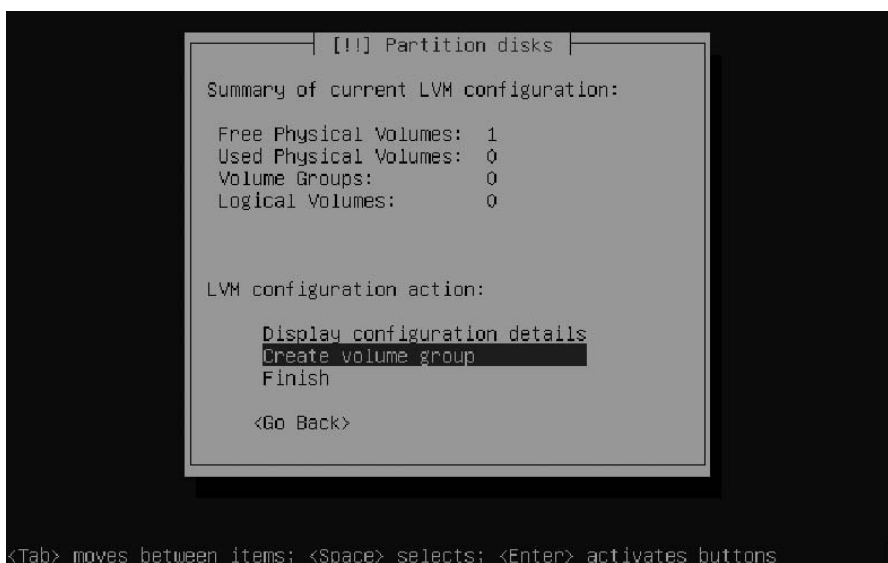 [!!] Partition disks
Summary of current LVM configuration:
Free Physical Volumes: 1
Used Physical Volumes: 0
Volume Groups: 0
Logical Volumes: 0
LVM configuration action:
Display configuration details
Create volume group
Finish
<Go Back>
<Tab> moves between items; <Space> selects; <Enter> activates buttons